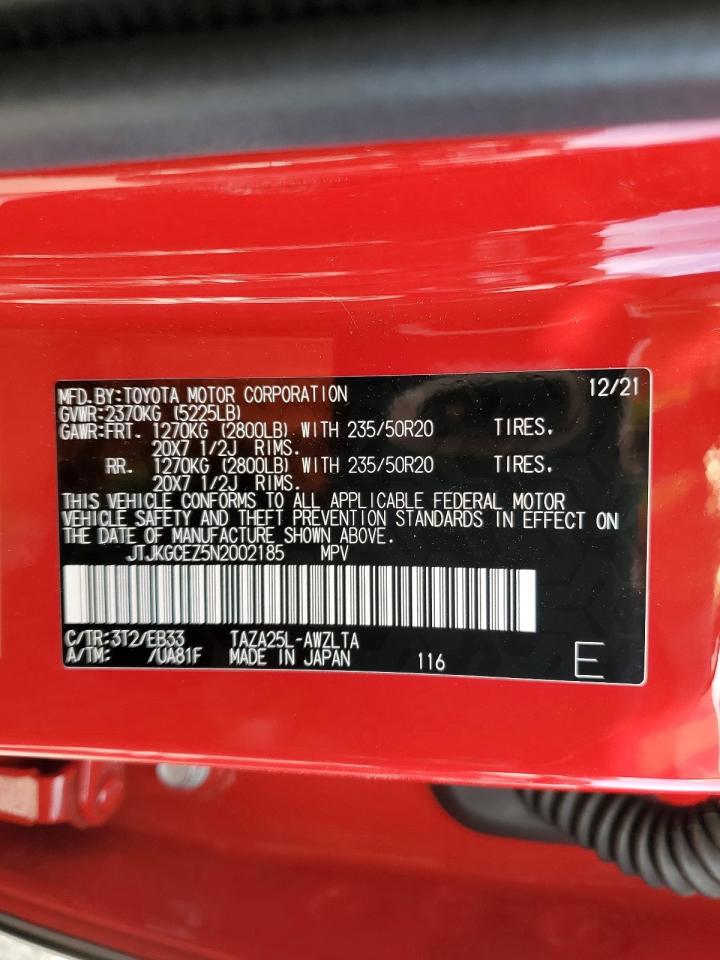 MFD.BY:TOYOTA MOTOR CORPORATION 12/21
GVWR:2370KG (5225LB)
GAWR:FRT. 1270KG (2800LB) WITH 235/50R20 TIRES.
20X7 1/2J RIMS.
RR. 1270KG (2800LB) WITH 235/50R20 TIRES.
20X7 1/2J RIMS.
THIS VEHICLE CONFORMS TO ALL APPLICABLE FEDERAL MOTOR
VEHICLE SAFETY AND THEFT PREVENTION STANDARDS IN EFFECT ON
THE DATE OF MANUFACTURE SHOWN ABOVE.
JTJKGCEZ5N2002185 MPV
C/TR:3T2/EB33 TAZA25L-AWZLTA
A/TM: /UA81F MADE IN JAPAN 116 E